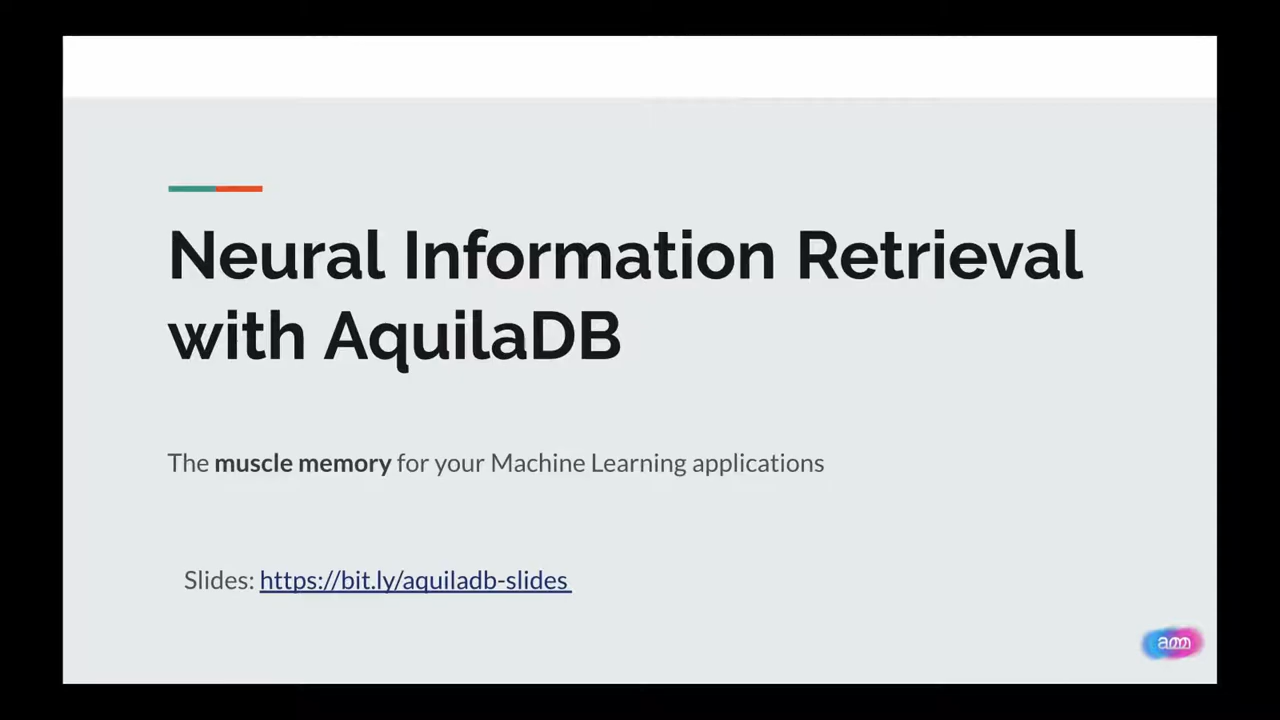 Neural Information Retrieval
with AquilaDB
The muscle memory for your Machine Learning applications
Slides: https://bit.ly/aquiladb-slides